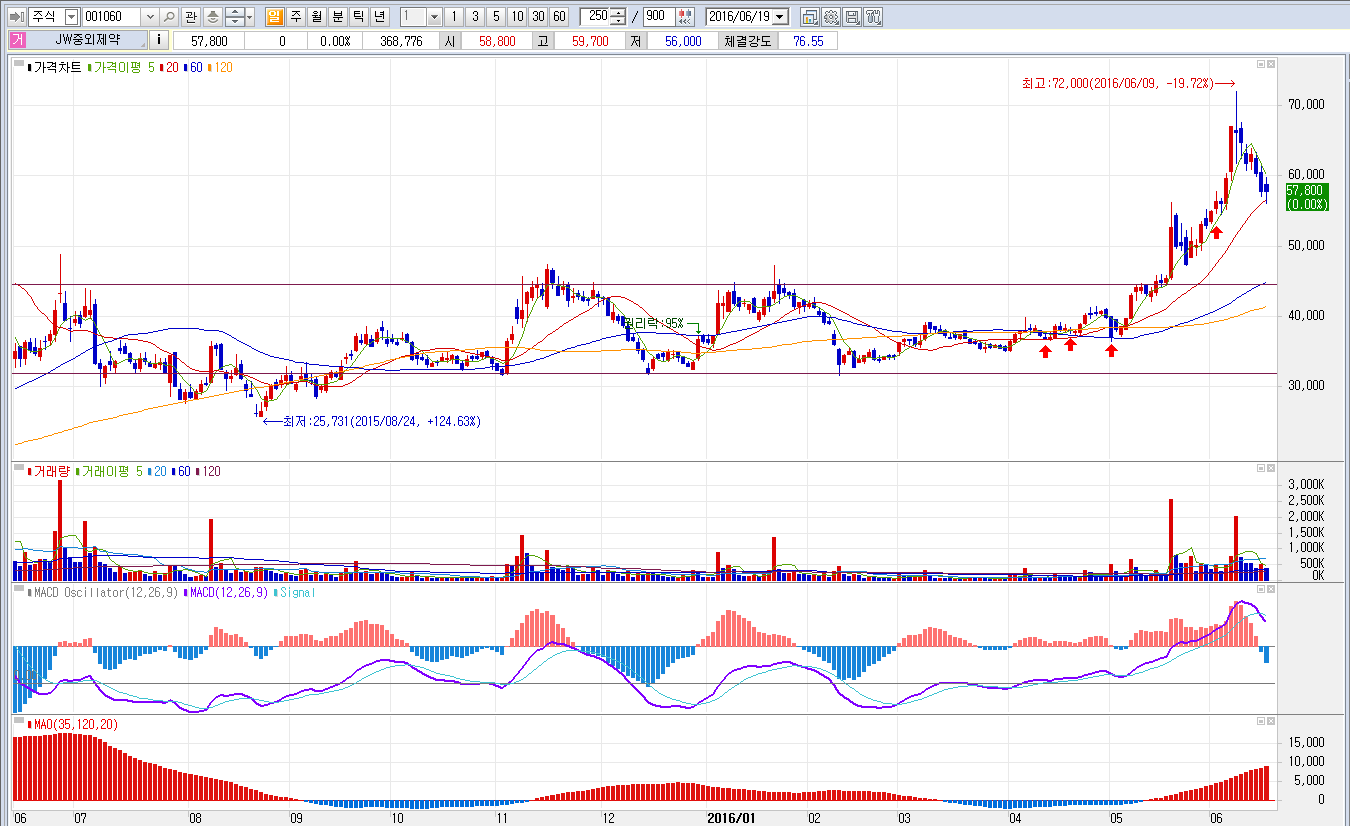 주식 001060 관 일 주 월 분 틱 년 1 1 3 5 10 30 60 250 / 900 2016/06/19
거 JW중외제약 i 57,800 0 0.00% 368,776 시 58,800 고 59,700 저 56,000 체결강도 76.55
가격차트 가격이평 5 20 60 120
최고:72,000(2016/06/09, -19.72%)
70,000
60,000
57,800
(0.00%)
50,000
40,000
권리락:95%
30,000
최저:25,731(2015/08/24, +124.63%)
거래량 거래이평 5 20 60 120
3,000K
2,500K
2,000K
1,500K
1,000K
500K
0K
MACD Oscillator(12,26,9) MACD(12,26,9) Signal
MAO(35,120,20)
15,000
10,000
5,000
0
06 07 08 09 10 11 12 2016/01 02 03 04 05 06